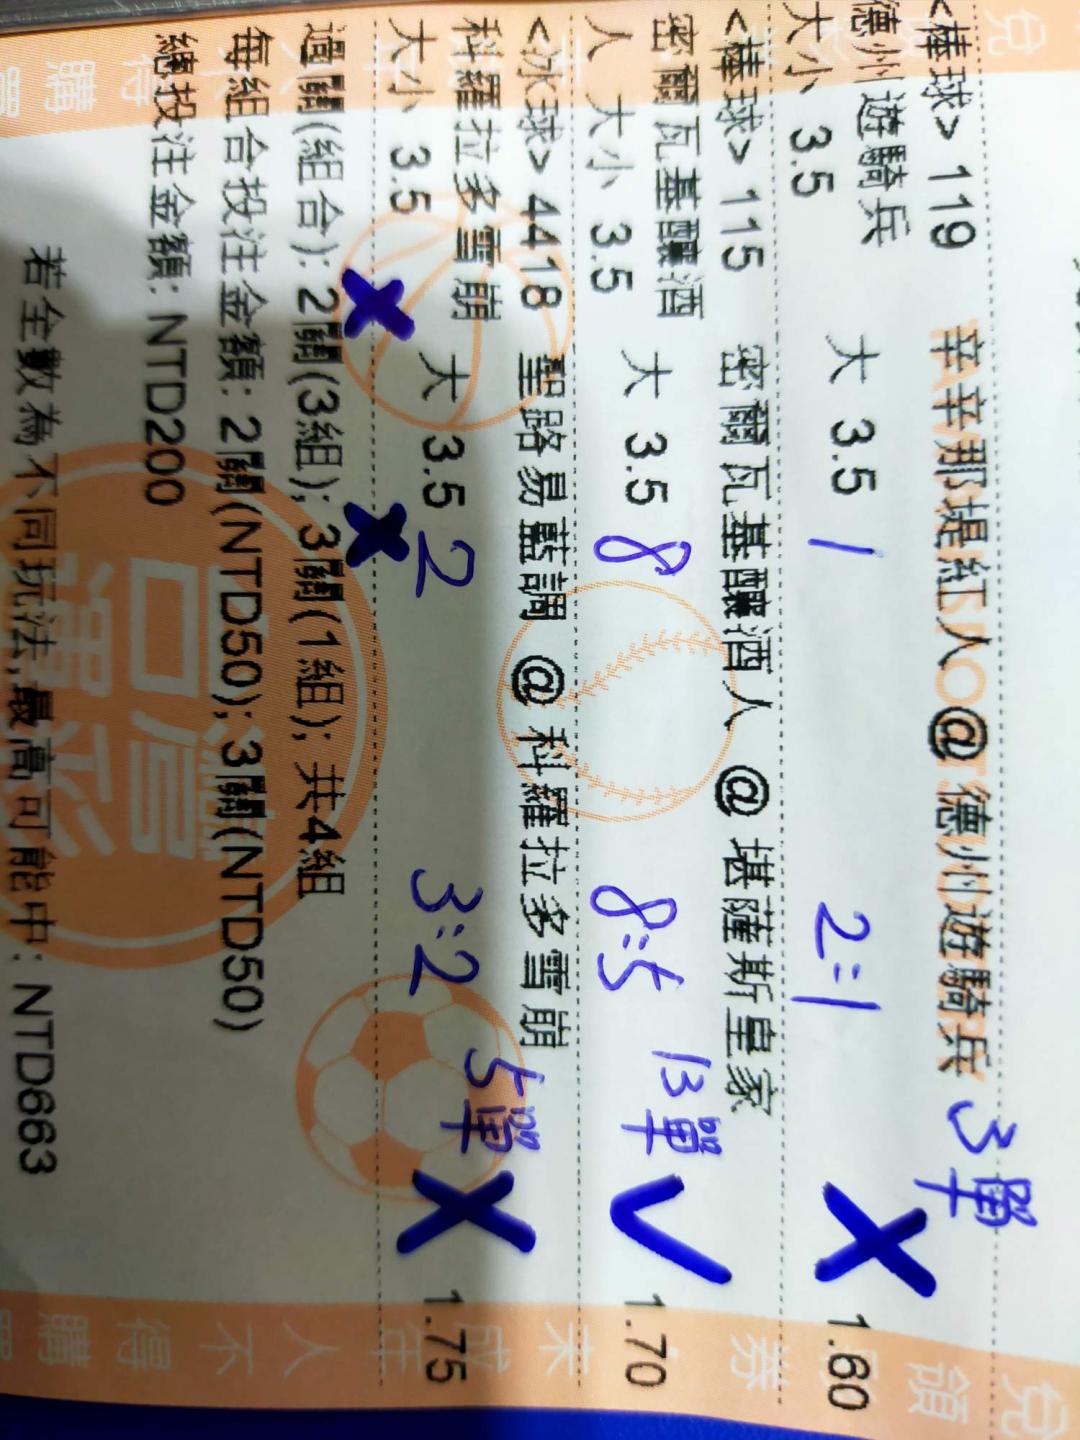 <棒球> 119 辛辛那堤紅人 @ 德州遊騎兵 3單
德州遊騎兵
大小 3.5 大 3.5 1 2:1 X 1.60
<棒球> 115 密爾瓦基釀酒人 @ 堪薩斯皇家
密爾瓦基釀酒 13單
人 大小 3.5 大 3.5 8 8:5 1.70
<冰球> 4418 聖路易藍調 @ 科羅拉多雪崩
科羅拉多雪崩 5單
大小 3.5 大 3.5 2 3:2 X 1.75
過關(組合): 2關(3組); 3關(1組); 共4組
每組合投注金額: 2關(NTD50); 3關(NTD50)
總投注金額: NTD200
若全數為不同玩法,最高可能中: NTD663